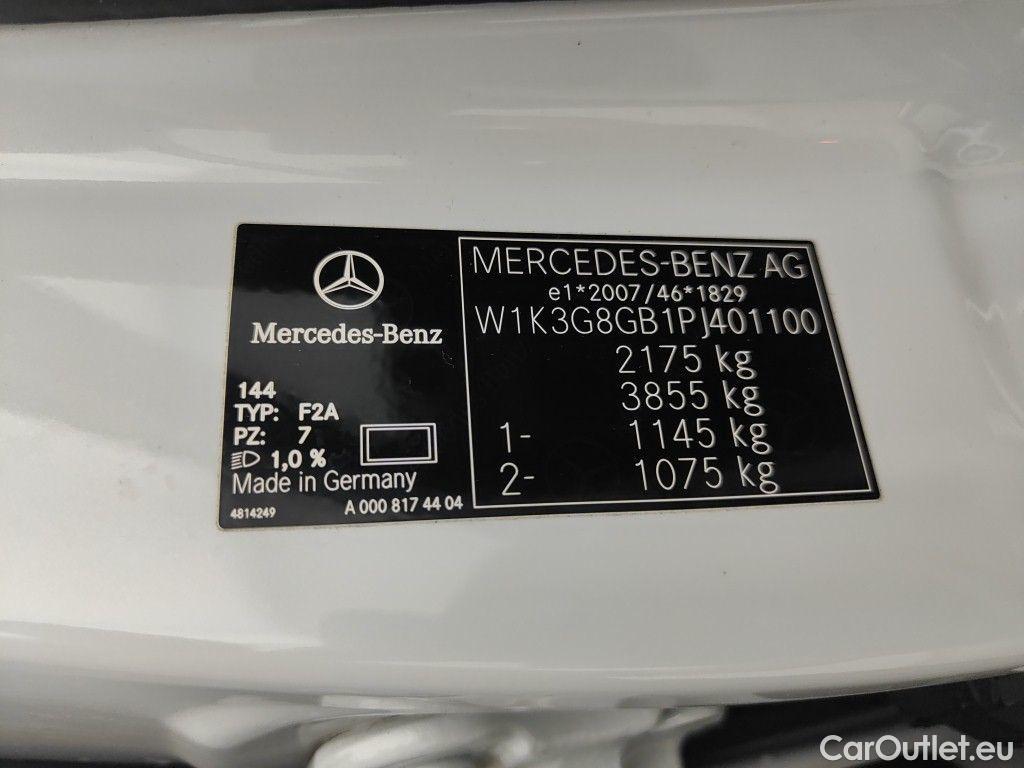 Mercedes-Benz
144
TYP: F2A
PZ: 7
1,0 %
Made in Germany
4814249 A 000 817 44 04
MERCEDES-BENZ AG
e1*2007/46*1829
W1K3G8GB1PJ401100
2175 kg
3855 kg
1- 1145 kg
2- 1075 kg
CarOutlet.eu